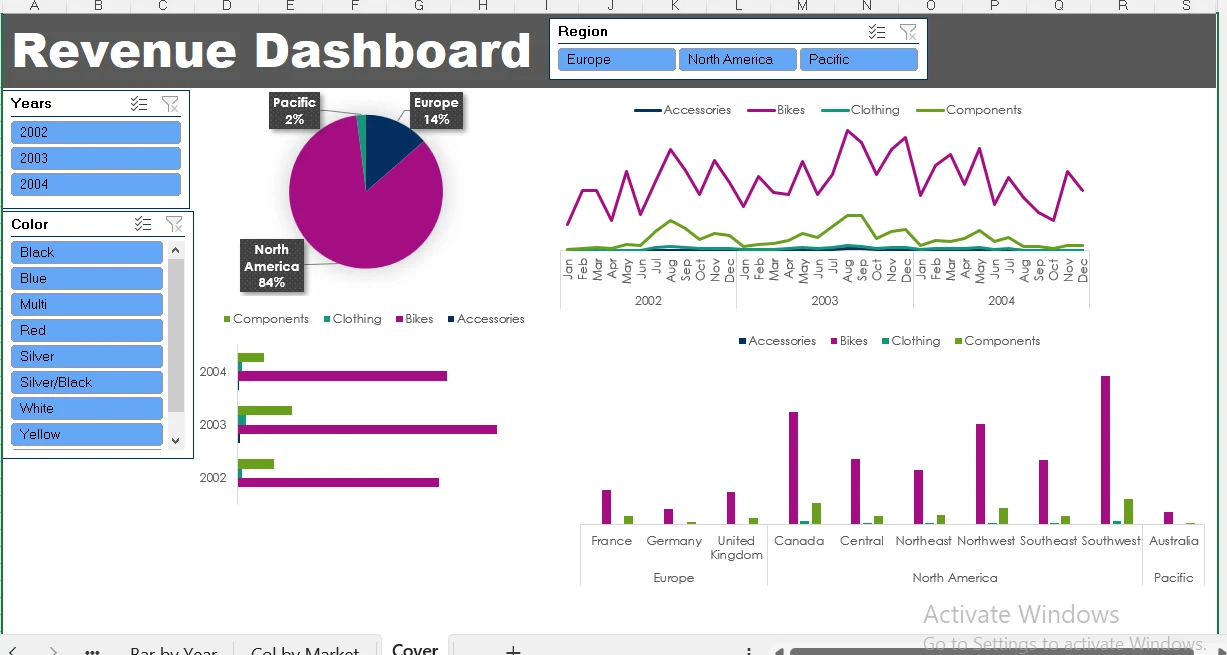 A B C D E F G H I J K L M N O P Q R S
Revenue Dashboard
Region
Europe North America Pacific
Years
2002
2003
2004
Color
Black
Blue
Multi
Red
Silver
Silver/Black
White
Yellow
Pacific
2%
Europe
14%
North
America
84%
Accessories Bikes Clothing Components
Jan Feb Mar Apr May Jun Jul Aug Sep Oct Nov Dec Jan Feb Mar Apr May Jun Jul Aug Sep Oct Nov Dec Jan Feb Mar Apr May Jun Jul Aug Sep Oct Nov Dec
2002 2003 2004
Components Clothing Bikes Accessories
2004
2003
2002
Accessories Bikes Clothing Components
France Germany United Kingdom Canada Central Northeast Northwest Southeast Southwest Australia
Europe North America Pacific
Activate Windows
Go to Settings to activate Windows.
... Bar by Year Col by Market Cover +